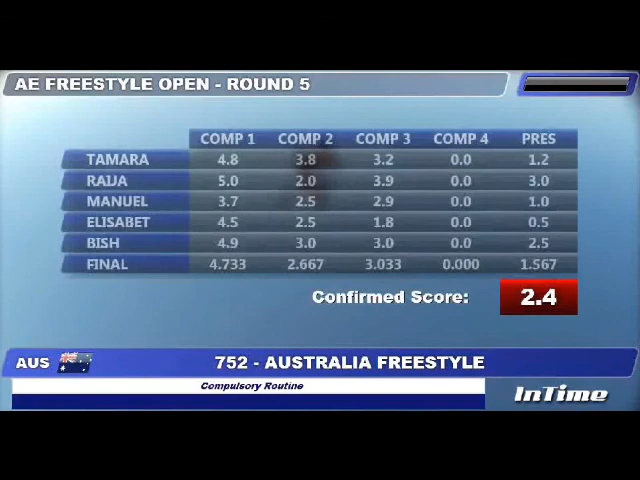 AE FREESTYLE OPEN - ROUND 5
COMP 1 COMP 2 COMP 3 COMP 4 PRES
TAMARA 4.8 3.8 3.2 0.0 1.2
RAIJA 5.0 2.0 3.9 0.0 3.0
MANUEL 3.7 2.5 2.9 0.0 1.0
ELISABET 4.5 2.5 1.8 0.0 0.5
BISH 4.9 3.0 3.0 0.0 2.5
FINAL 4.733 2.667 3.033 0.000 1.567
Confirmed Score: 2.4
AUS 752 - AUSTRALIA FREESTYLE
Compulsory Routine
InTime